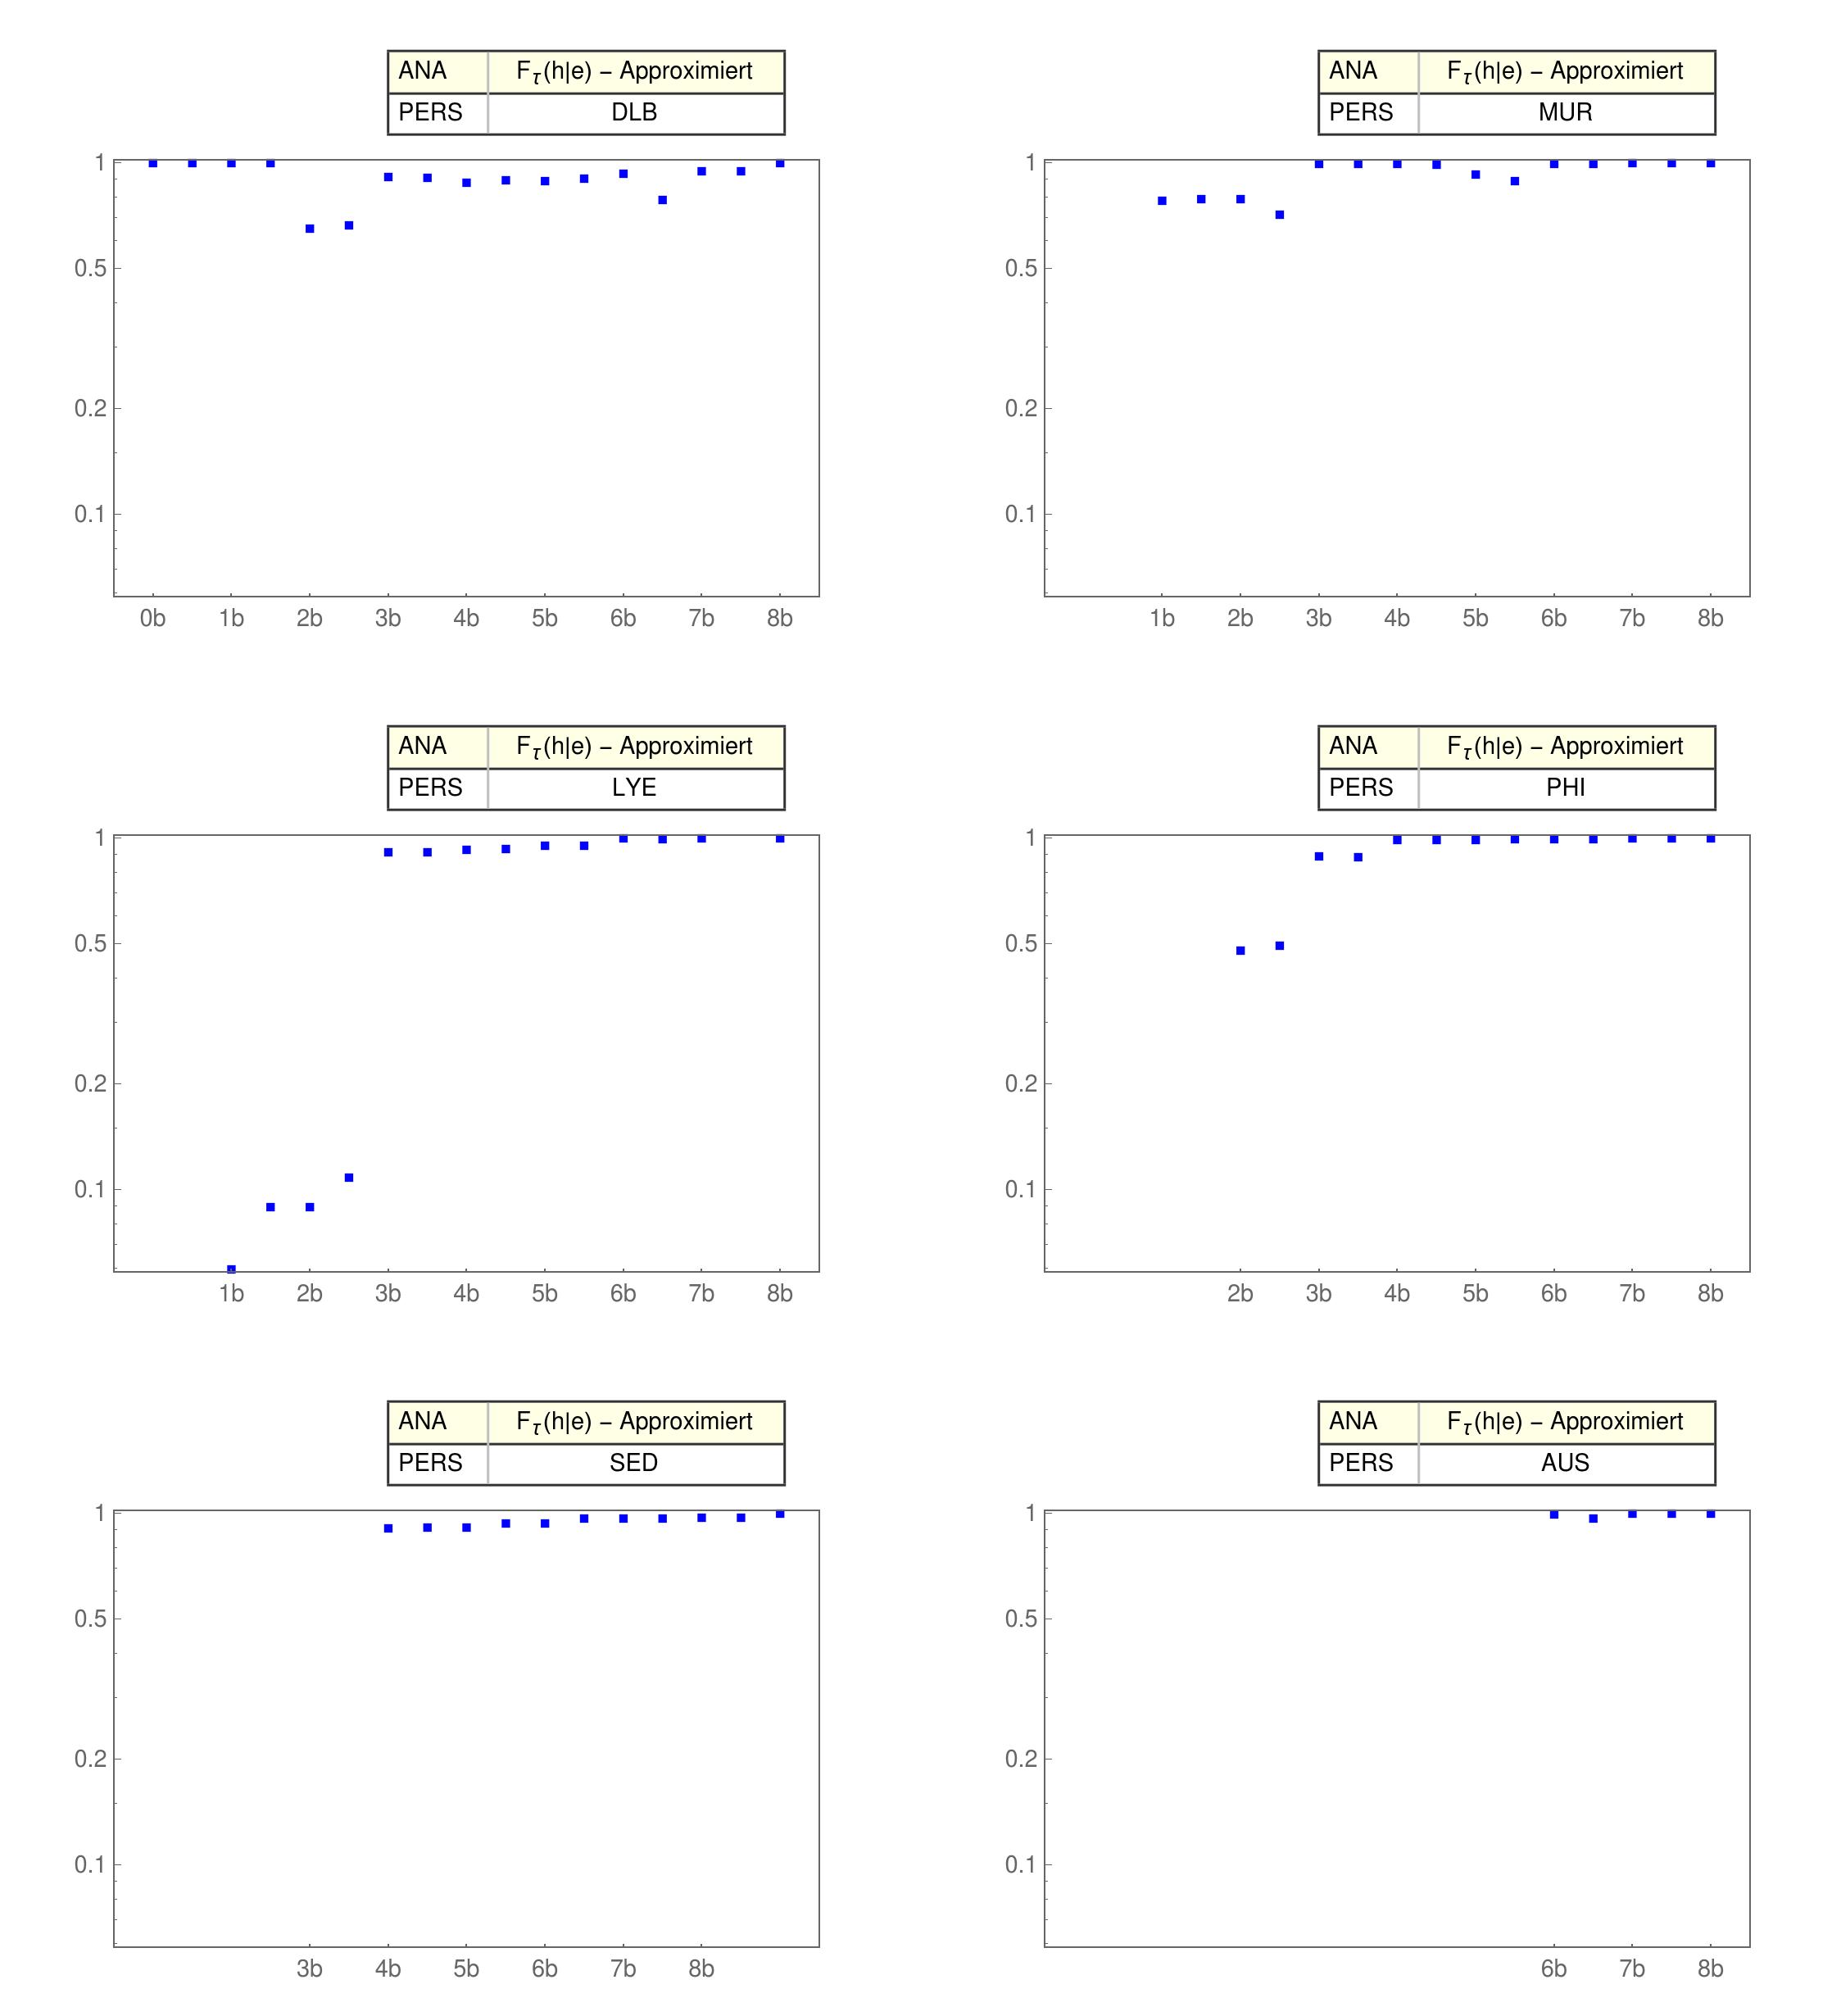 ANA Fτ(h|e) – Approximiert
PERS DLB
1
0.5
0.2
0.1
0b 1b 2b 3b 4b 5b 6b 7b 8b
ANA Fτ(h|e) – Approximiert
PERS MUR
1
0.5
0.2
0.1
1b 2b 3b 4b 5b 6b 7b 8b
ANA Fτ(h|e) – Approximiert
PERS LYE
1
0.5
0.2
0.1
1b 2b 3b 4b 5b 6b 7b 8b
ANA Fτ(h|e) – Approximiert
PERS PHI
1
0.5
0.2
0.1
2b 3b 4b 5b 6b 7b 8b
ANA Fτ(h|e) – Approximiert
PERS SED
1
0.5
0.2
0.1
3b 4b 5b 6b 7b 8b
ANA Fτ(h|e) – Approximiert
PERS AUS
1
0.5
0.2
0.1
6b 7b 8b